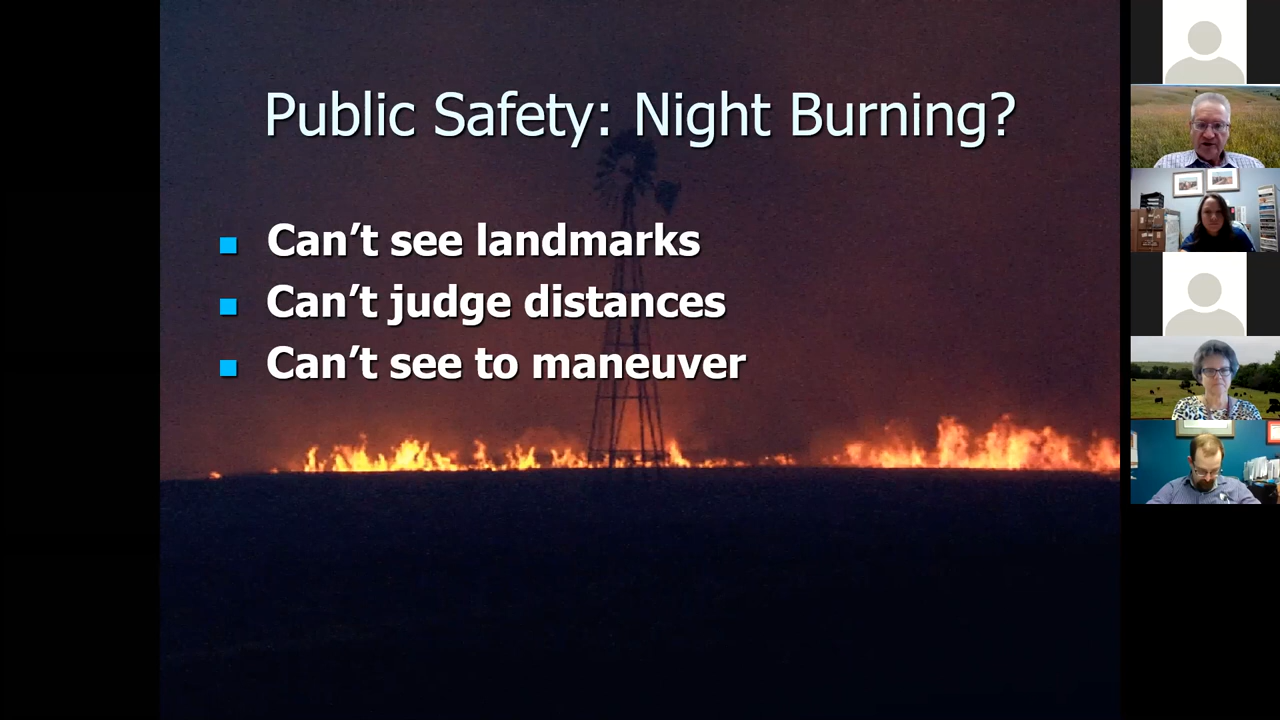 Public Safety: Night Burning?
Can’t see landmarks
Can’t judge distances
Can’t see to maneuver